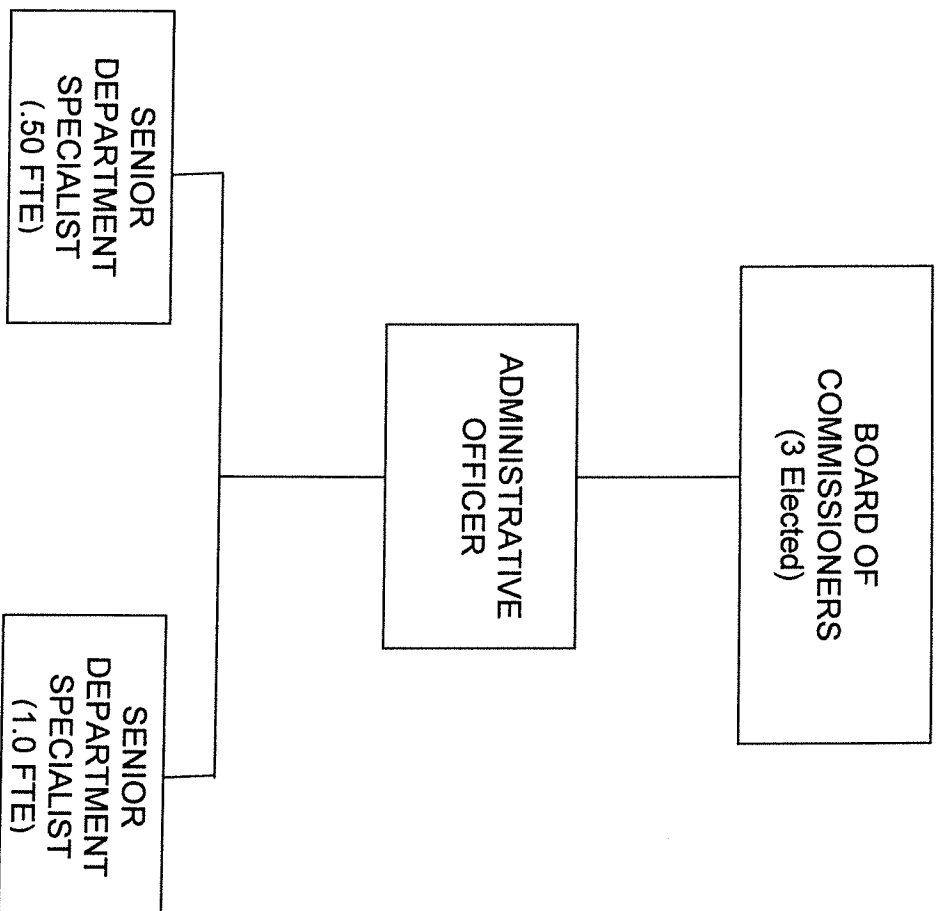 BOARD OF
COMMISSIONERS
(3 Elected)
ADMINISTRATIVE
OFFICER
SENIOR
DEPARTMENT
SPECIALIST
(.50 FTE)
SENIOR
DEPARTMENT
SPECIALIST
(1.0 FTE)